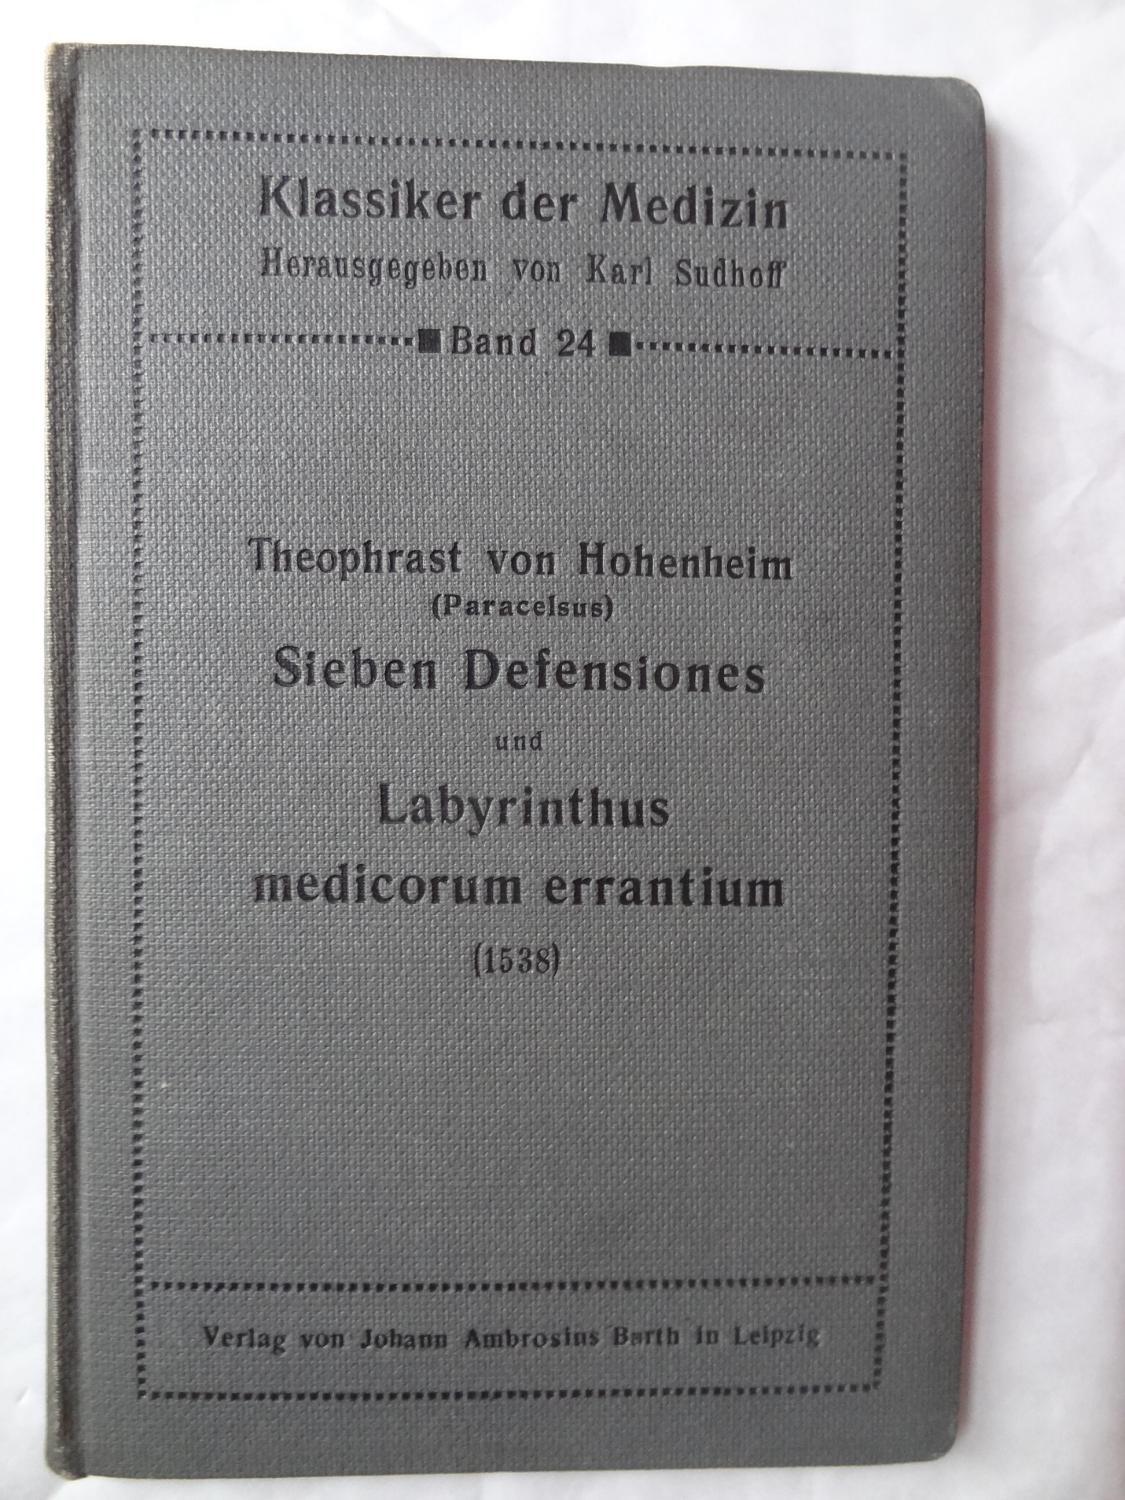 Klassiker der Medizin
Herausgegeben von Karl Sudhoff
Band 24
Theophrast von Hohenheim
(Paracelsus)
Sieben Defensiones
und
Labyrinthus
medicorum errantium
(1538)
Verlag von Johann Ambrosius Barth in Leipzig